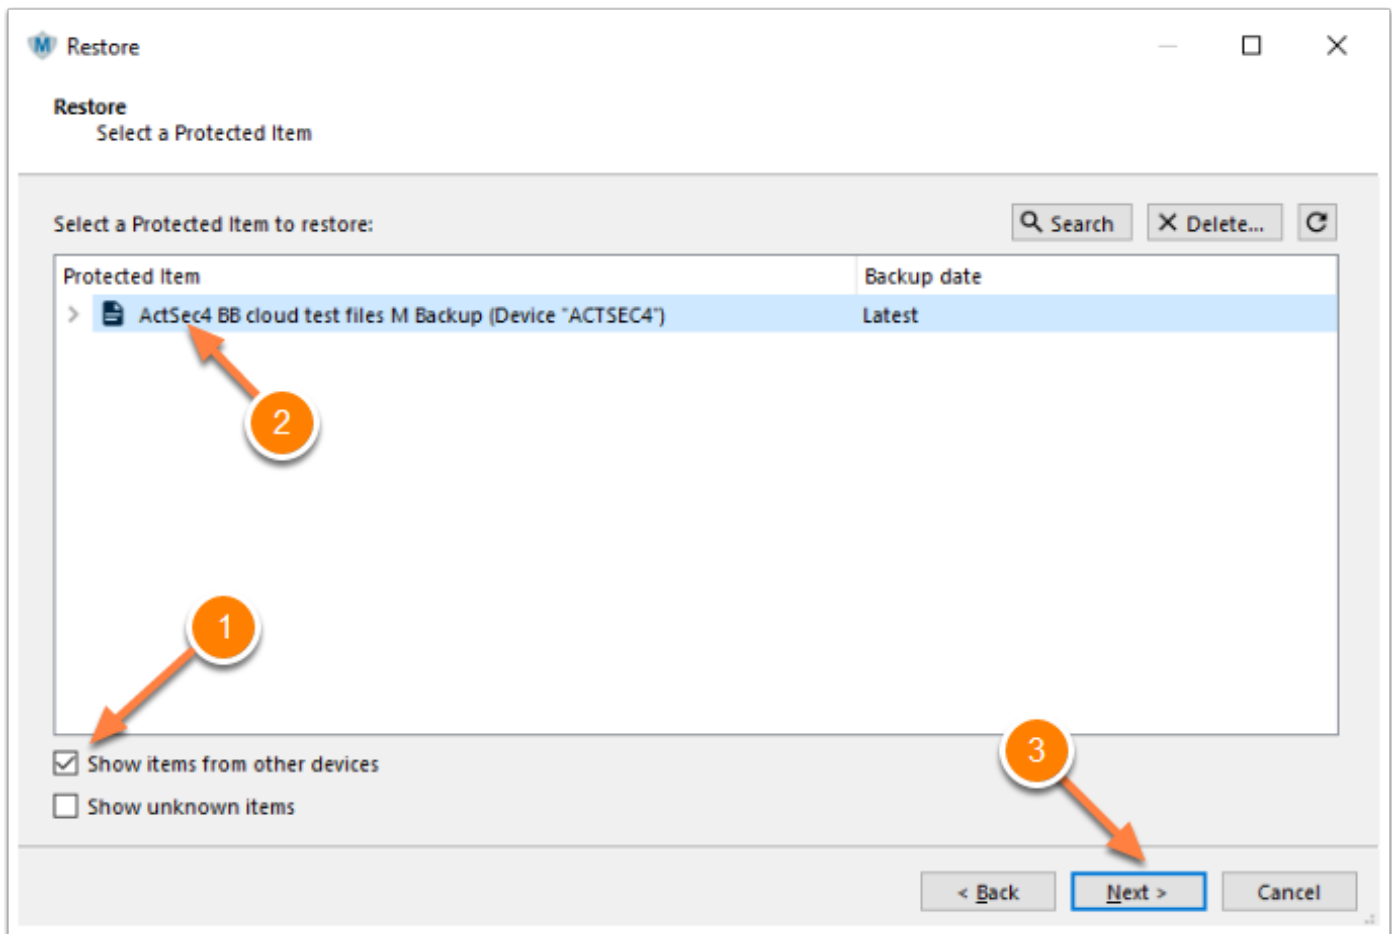 Restore
Restore
Select a Protected Item
Select a Protected Item to restore:
Search
Delete...
Protected Item
Backup date
ActSec4 BB cloud test files M Backup (Device "ACTSEC4")
Latest
2
1
Show items from other devices
3
Show unknown items
< Back
Next >
Cancel